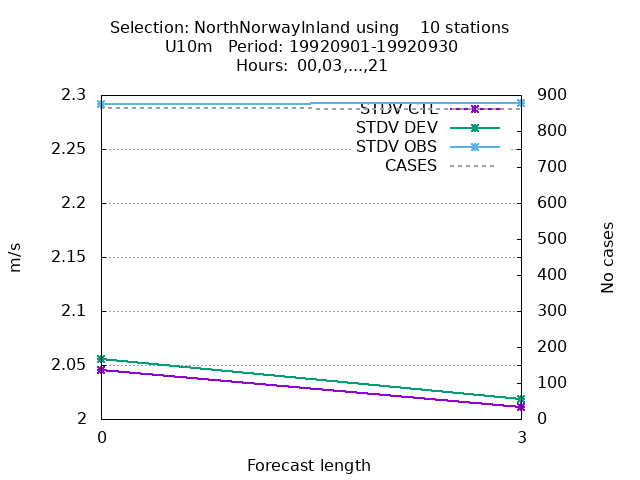 Selection: NorthNorwayInland using 10 stations
U10m Period: 19920901-19920930
Hours: 00,03,...,21
2.3
2.25
2.2
2.15
2.1
2.05
2
m/s
STDV CTL
STDV DEV
STDV OBS
CASES
900
800
700
600
500
400
300
200
100
0
No cases
0
3
Forecast length